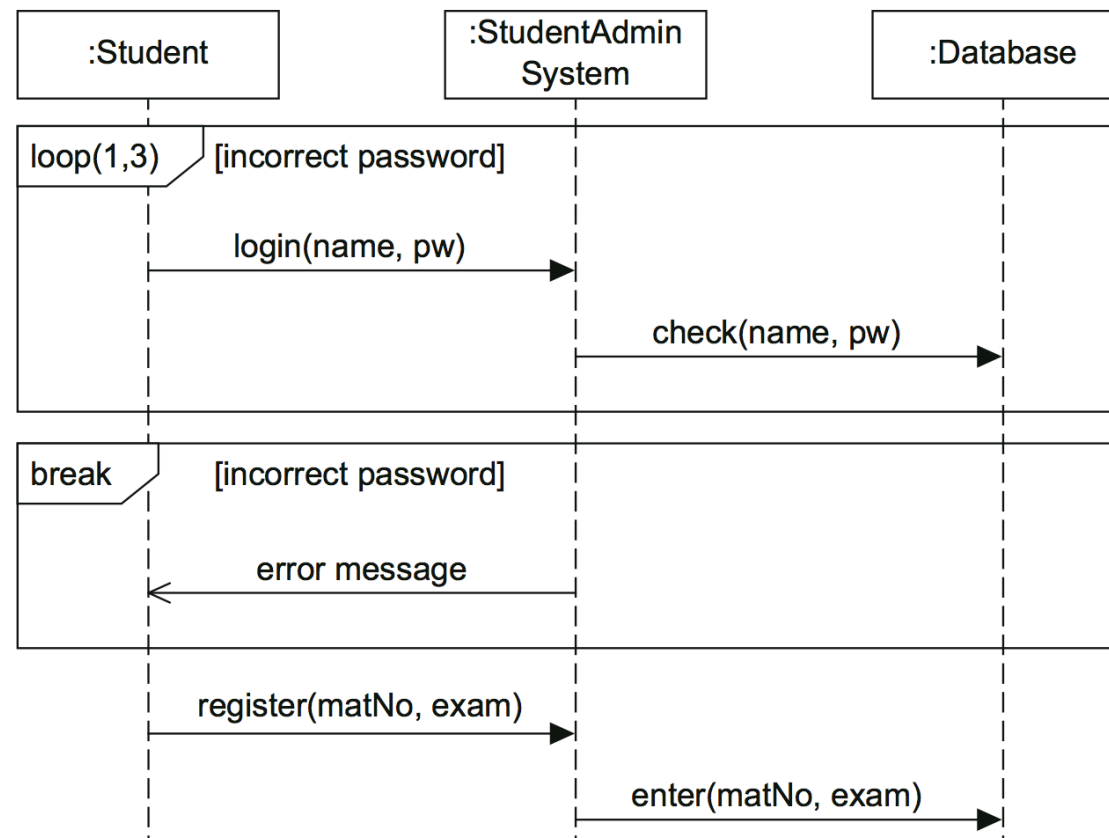 :Student
:StudentAdmin
System
:Database
loop(1,3)
[incorrect password]
login(name, pw)
check(name, pw)
break
[incorrect password]
error message
register(matNo, exam)
enter(matNo, exam)